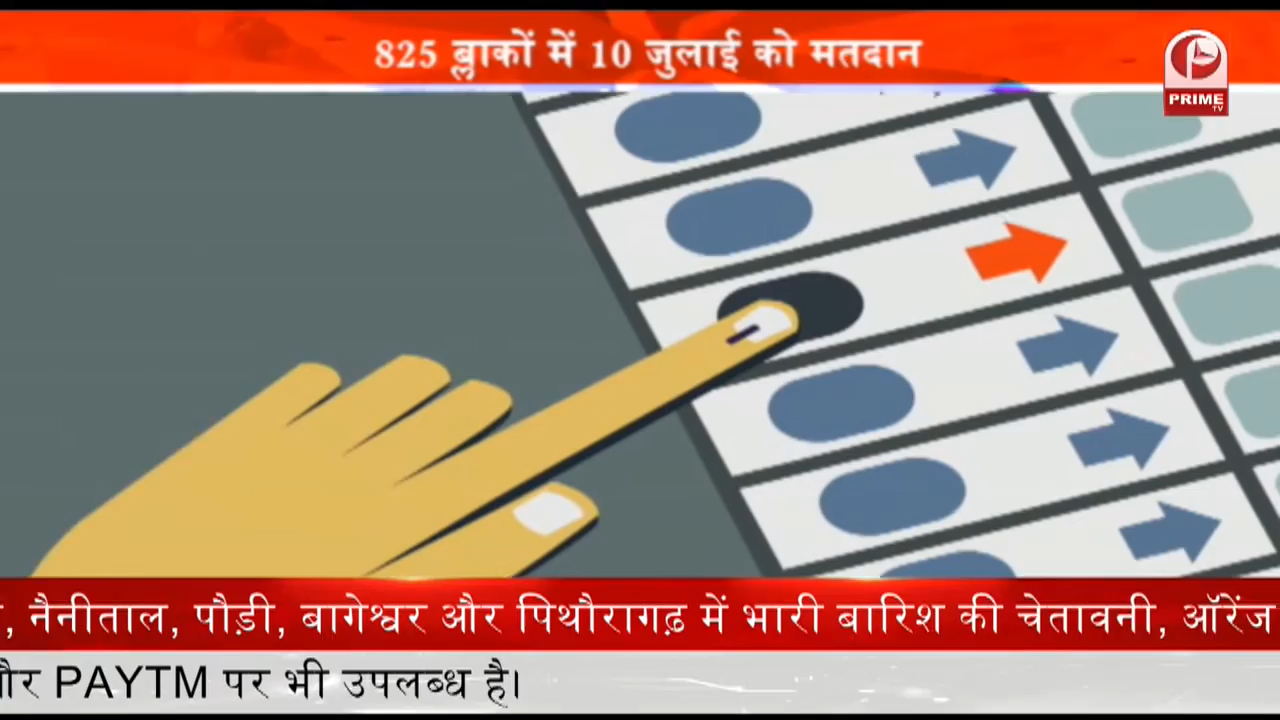 825 ब्लाकों में 10 जुलाई को मतदान
PRIME
TV
, नैनीताल, पौड़ी, बागेश्वर और पिथौरागढ़ में भारी बारिश की चेतावनी, ऑरेंज
और PAYTM पर भी उपलब्ध है।